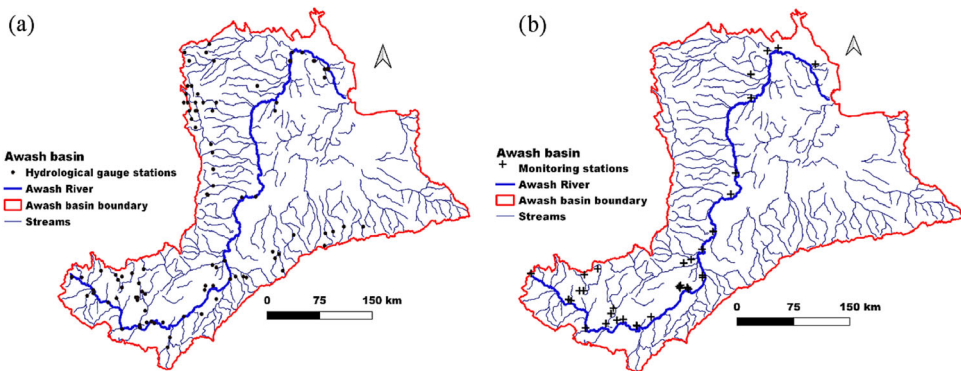 (a)
Awash basin
Hydrological gauge stations
Awash River
Awash basin boundary
Streams
0 75 150 km
(b)
Awash basin
Monitoring stations
Awash River
Awash basin boundary
Streams
0 75 150 km